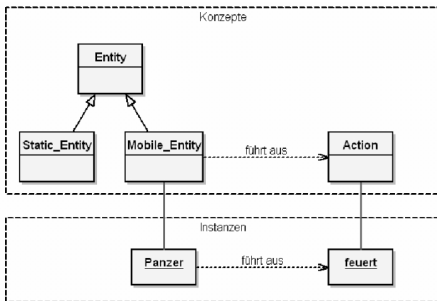 Konzepte
Entity
Static_Entity
Mobile_Entity
führt aus
Action
Instanzen
Panzer
führt aus
feuert